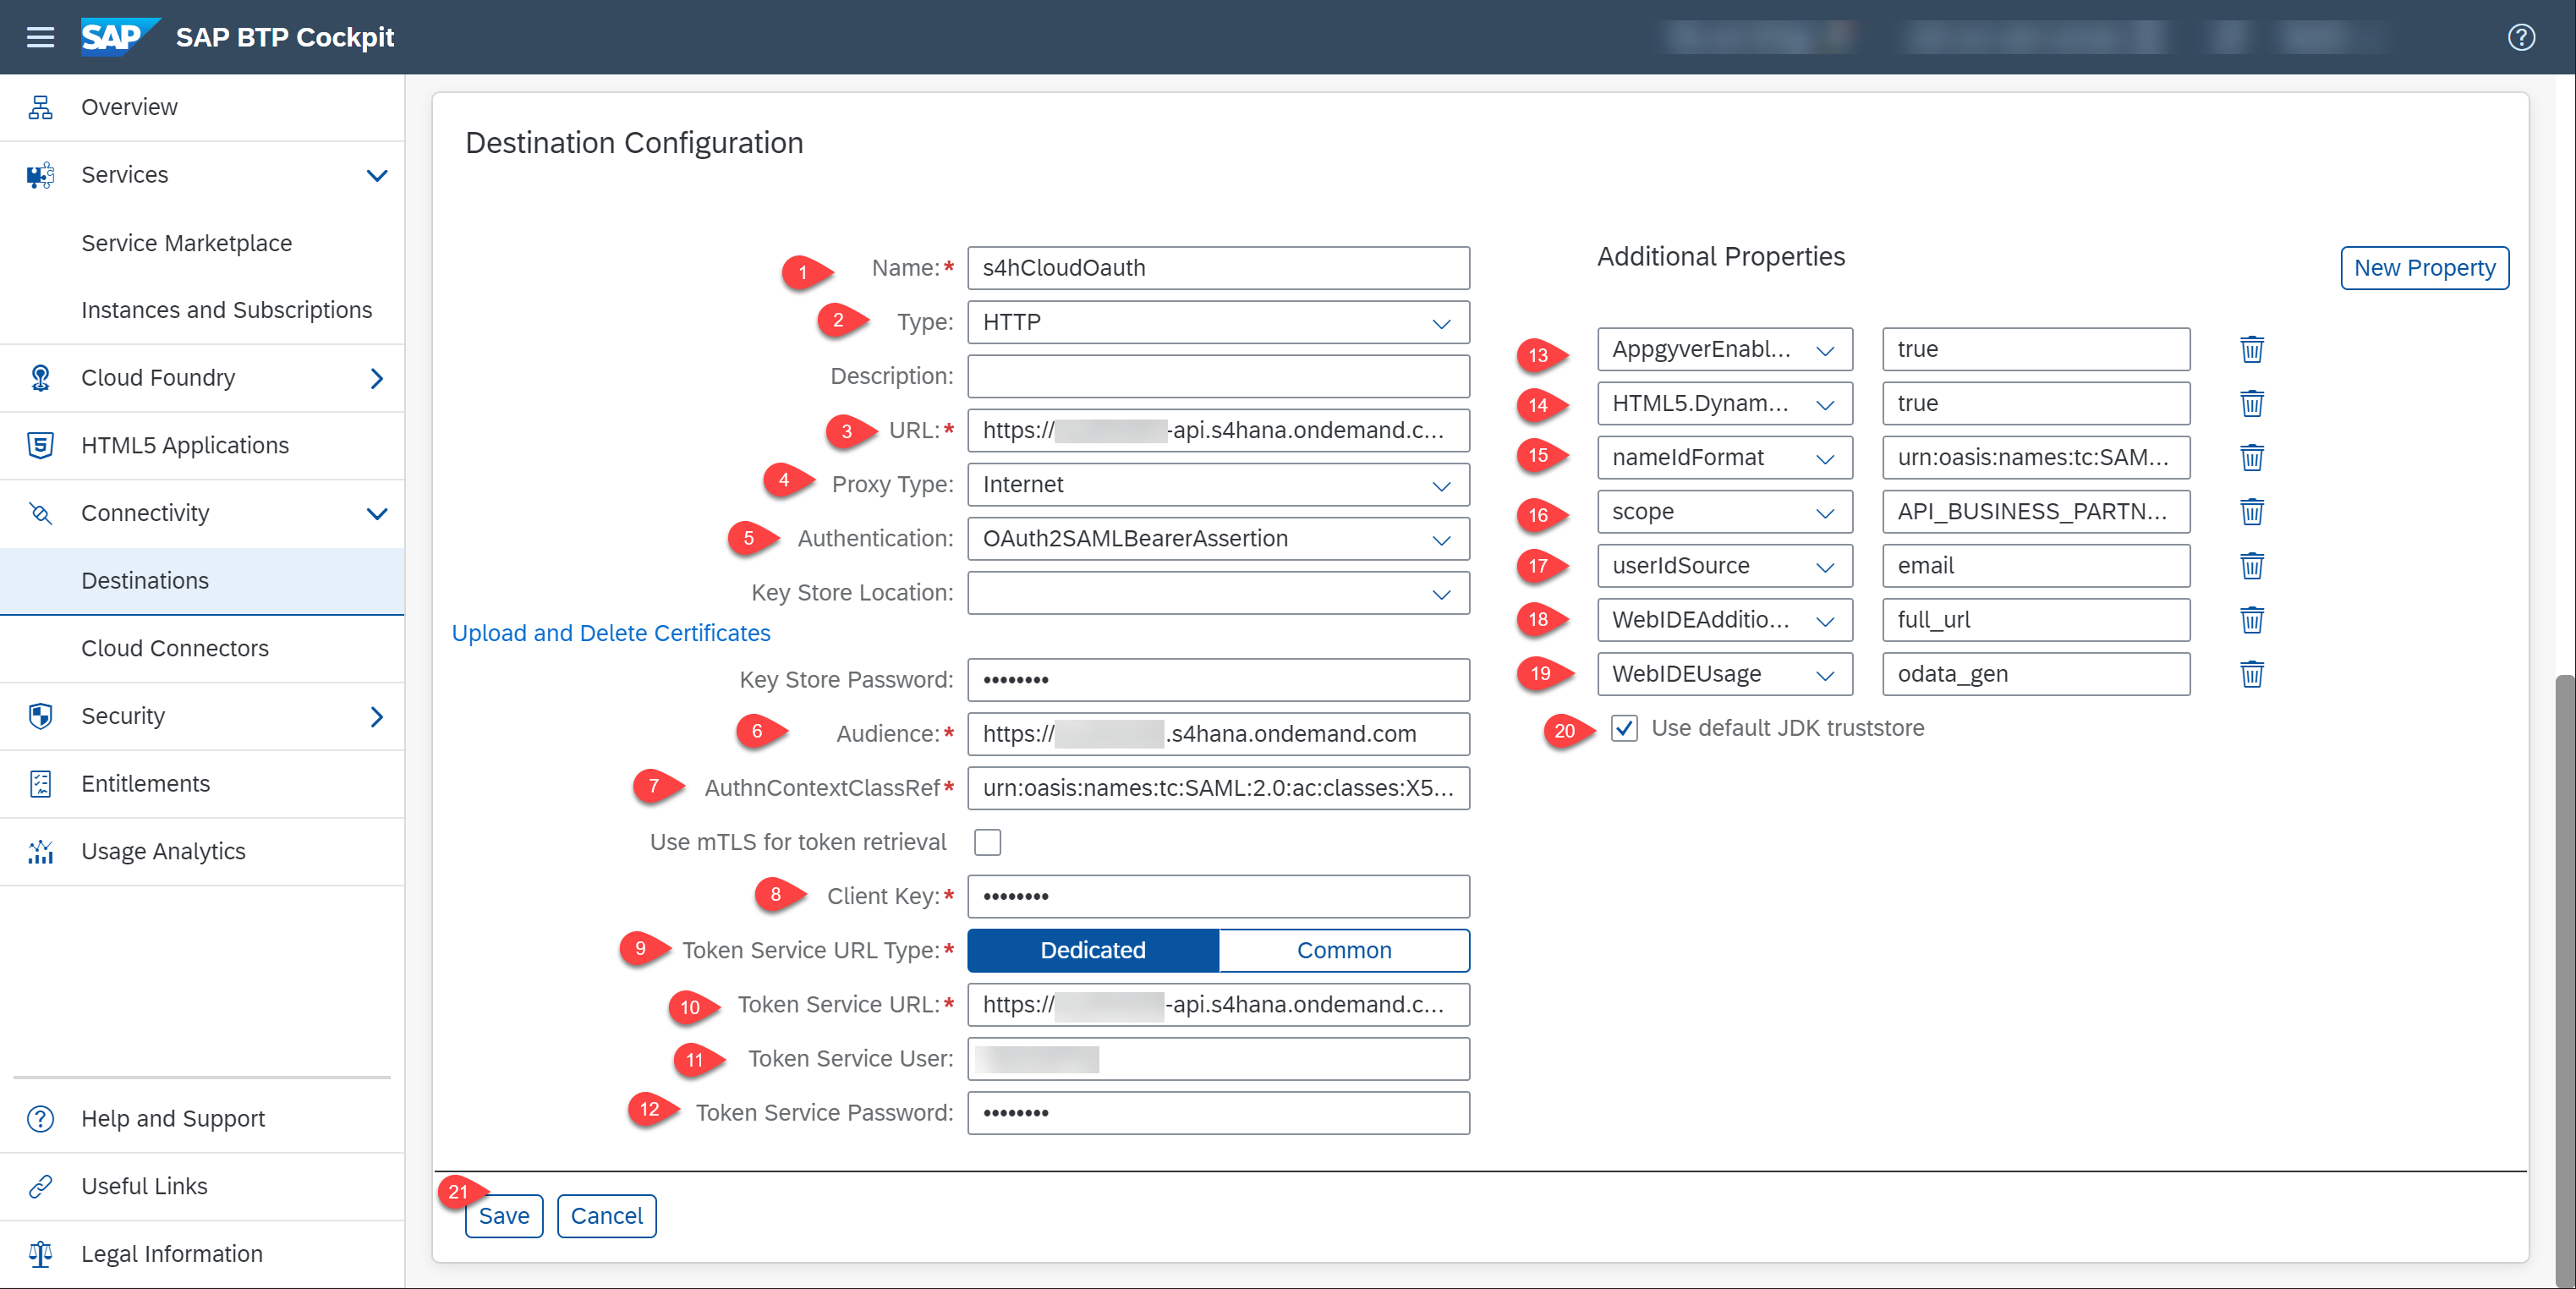 SAP SAP BTP Cockpit
Overview
Services
Service Marketplace
Instances and Subscriptions
Cloud Foundry
HTML5 Applications
Connectivity
Destinations
Cloud Connectors
Security
Entitlements
Usage Analytics
Help and Support
Useful Links
Legal Information
Destination Configuration
1 Name:* s4hCloudOauth
2 Type: HTTP
Description:
3 URL:* https:// -api.s4hana.ondemand.c...
4 Proxy Type: Internet
5 Authentication: OAuth2SAMLBearerAssertion
Key Store Location:
Upload and Delete Certificates
Key Store Password: ••••••••
6 Audience:* https:// .s4hana.ondemand.com
7 AuthnContextClassRef* urn:oasis:names:tc:SAML:2.0:ac:classes:X5...
Use mTLS for token retrieval
8 Client Key:* ••••••••
9 Token Service URL Type:* Dedicated Common
10 Token Service URL:* https:// -api.s4hana.ondemand.c...
11 Token Service User:
12 Token Service Password: ••••••••
Additional Properties
New Property
13 AppgyverEnabl... true
14 HTML5.Dynam... true
15 nameIdFormat urn:oasis:names:tc:SAM...
16 scope API_BUSINESS_PARTN...
17 userIdSource email
18 WebIDEAdditio... full_url
19 WebIDEUsage odata_gen
20 Use default JDK truststore
21 Save Cancel